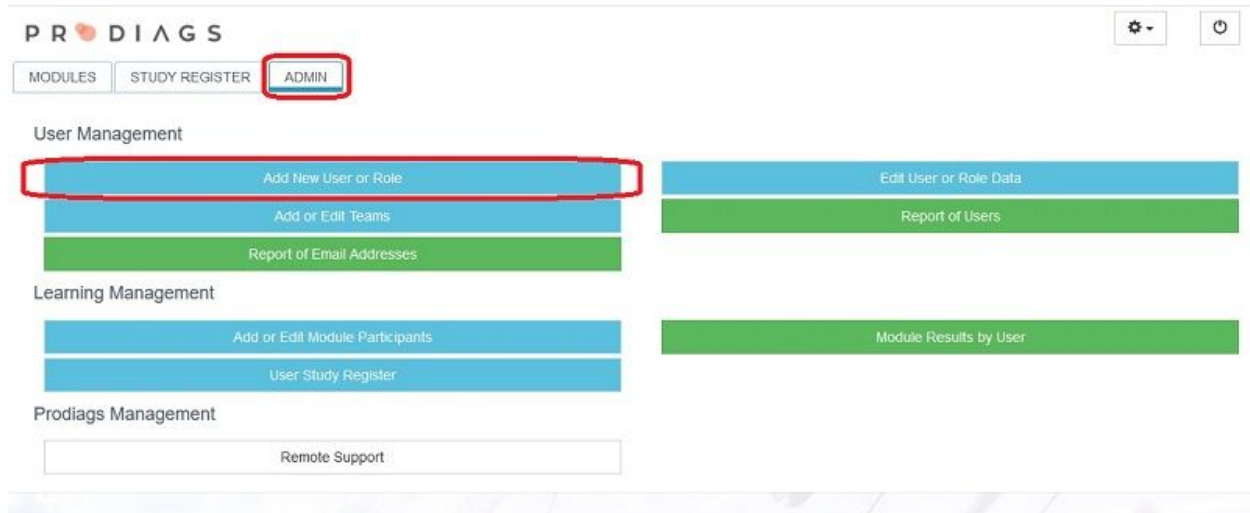 PRODIAGS
MODULES STUDY REGISTER ADMIN
User Management
Add New User or Role Edit User or Role Data
Add or Edit Teams Report of Users
Report of Email Addresses
Learning Management
Add or Edit Module Participants Module Results by User
User Study Register
Prodiags Management
Remote Support